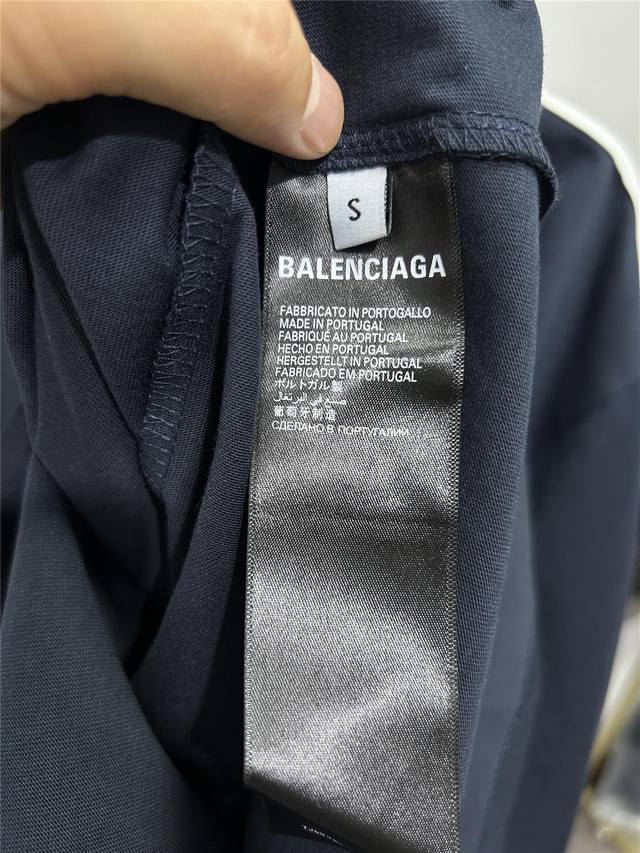 S
BALENCIAGA
FABBRICATO IN PORTOGALLO
MADE IN PORTUGAL
FABRIQUÉ AU PORTUGAL
HECHO EN PORTUGAL
HERGESTELLT IN PORTUGAL
FABRICADO EM PORTUGAL
ポルトガル製
صنع في البرتغال
葡萄牙制造
СДЕЛАНО В ПОРТУГАЛИИ